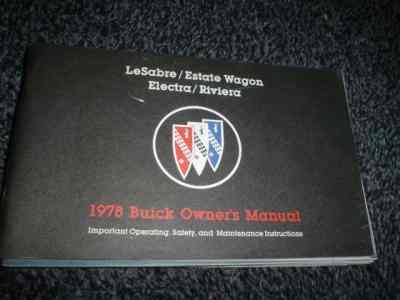 LeSabre/Estate Wagon
Electra/Riviera
1978 Buick Owner's Manual
Important Operating, Safety, and Maintenance Instructions